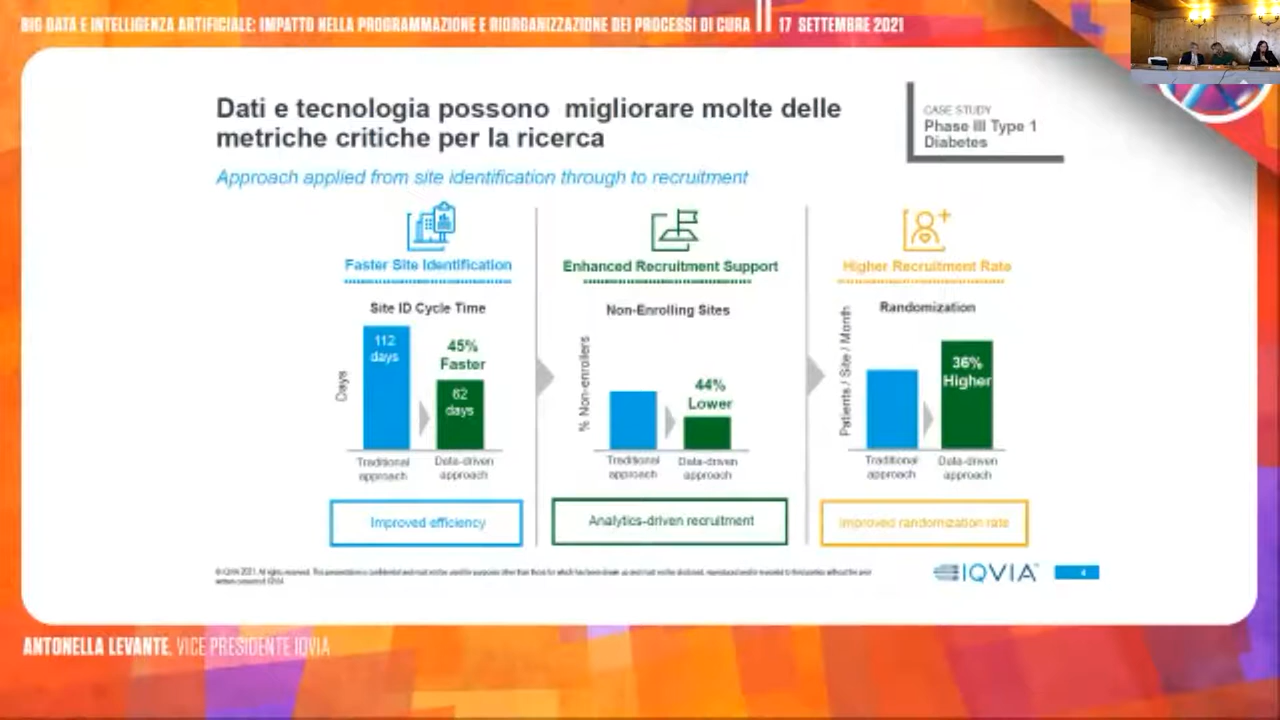 BIG DATA E INTELLIGENZA ARTIFICIALE: IMPATTO NELLA PROGRAMMAZIONE E RIORGANIZZAZIONE DEI PROCESSI DI CURA || 17 SETTEMBRE 2021
Dati e tecnologia possono migliorare molte delle
metriche critiche per la ricerca
CASE STUDY
Phase III Type 1
Diabetes
Approach applied from site identification through to recruitment
Faster Site Identification
Site ID Cycle Time
Days
112
days
45%
Faster
62
days
Traditional
approach
Data-driven
approach
Improved efficiency
Enhanced Recruitment Support
Non-Enrolling Sites
% Non-enrollers
44%
Lower
Traditional
approach
Data-driven
approach
Analytics-driven recruitment
Higher Recruitment Rate
Randomization
Patients / Site / Month
36%
Higher
Traditional
approach
Data-driven
approach
Improved randomization rate
© IQVIA 2021. All rights reserved.
IQVIA
4
ANTONELLA LEVANTE, VICE PRESIDENTE IQVIA